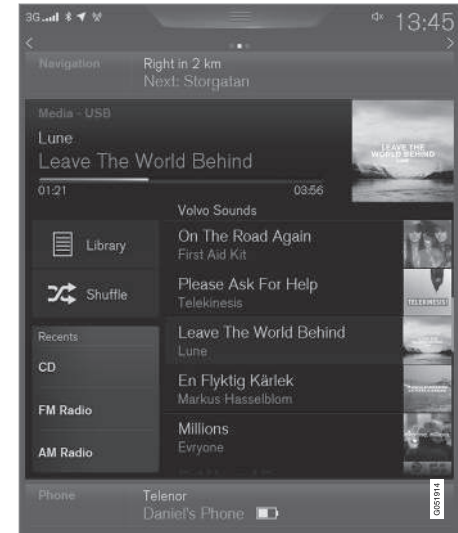 3G
13:45
Navigation
Right in 2 km
Next: Storgatan
Media - USB
Lune
Leave The World Behind
01:21
03:56
LEAVE THE
WORLD BEHIND
Volvo Sounds
Library
Shuffle
On The Road Again
First Aid Kit
Please Ask For Help
Telekinesis
TELEKINESIS!
Leave The World Behind
Lune
En Flyktig Kärlek
Markus Hasselblom
Millions
Evryone
Recents
CD
FM Radio
AM Radio
Phone
Telenor
Daniel's Phone
G051914